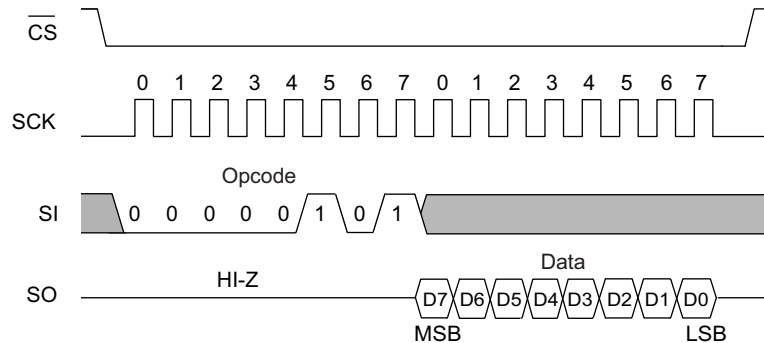 CS
0 1 2 3 4 5 6 7 0 1 2 3 4 5 6 7
SCK
Opcode
SI 0 0 0 0 0 1 0 1
HI-Z Data
SO D7 D6 D5 D4 D3 D2 D1 D0
MSB LSB